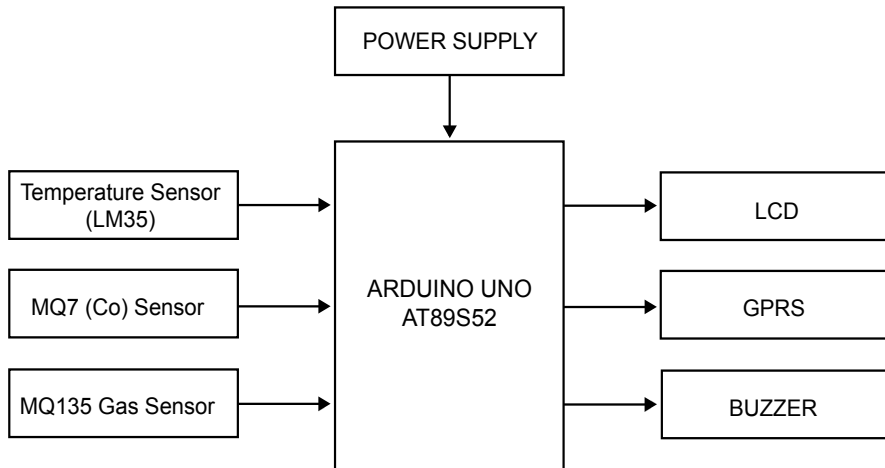 POWER SUPPLY
Temperature Sensor
(LM35)
MQ7 (Co) Sensor
MQ135 Gas Sensor
ARDUINO UNO
AT89S52
LCD
GPRS
BUZZER